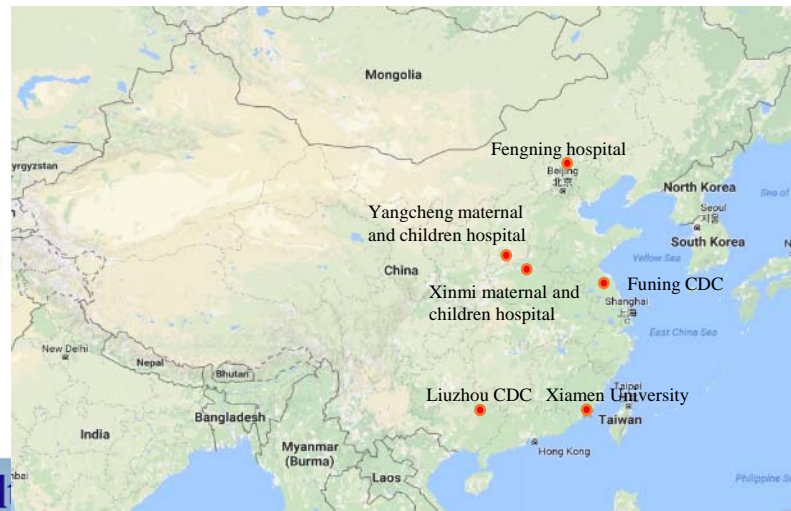 Mongolia
Fengning hospital
yrgyzstan
Beijing
北京
North Korea
Sea of
Seoul
서울
Yangcheng maternal
and children hospital
South Korea
Yellow Sea
China
Xinmi maternal and
children hospital
Funing CDC
Shanghai
上海
East China Sea
New Delhi
Nepal
Bhutan
Liuzhou CDC
Xiamen University
Taipei
Taiwan
Bangladesh
India
Myanmar
(Burma)
Hong Kong
Laos
Philippine Se